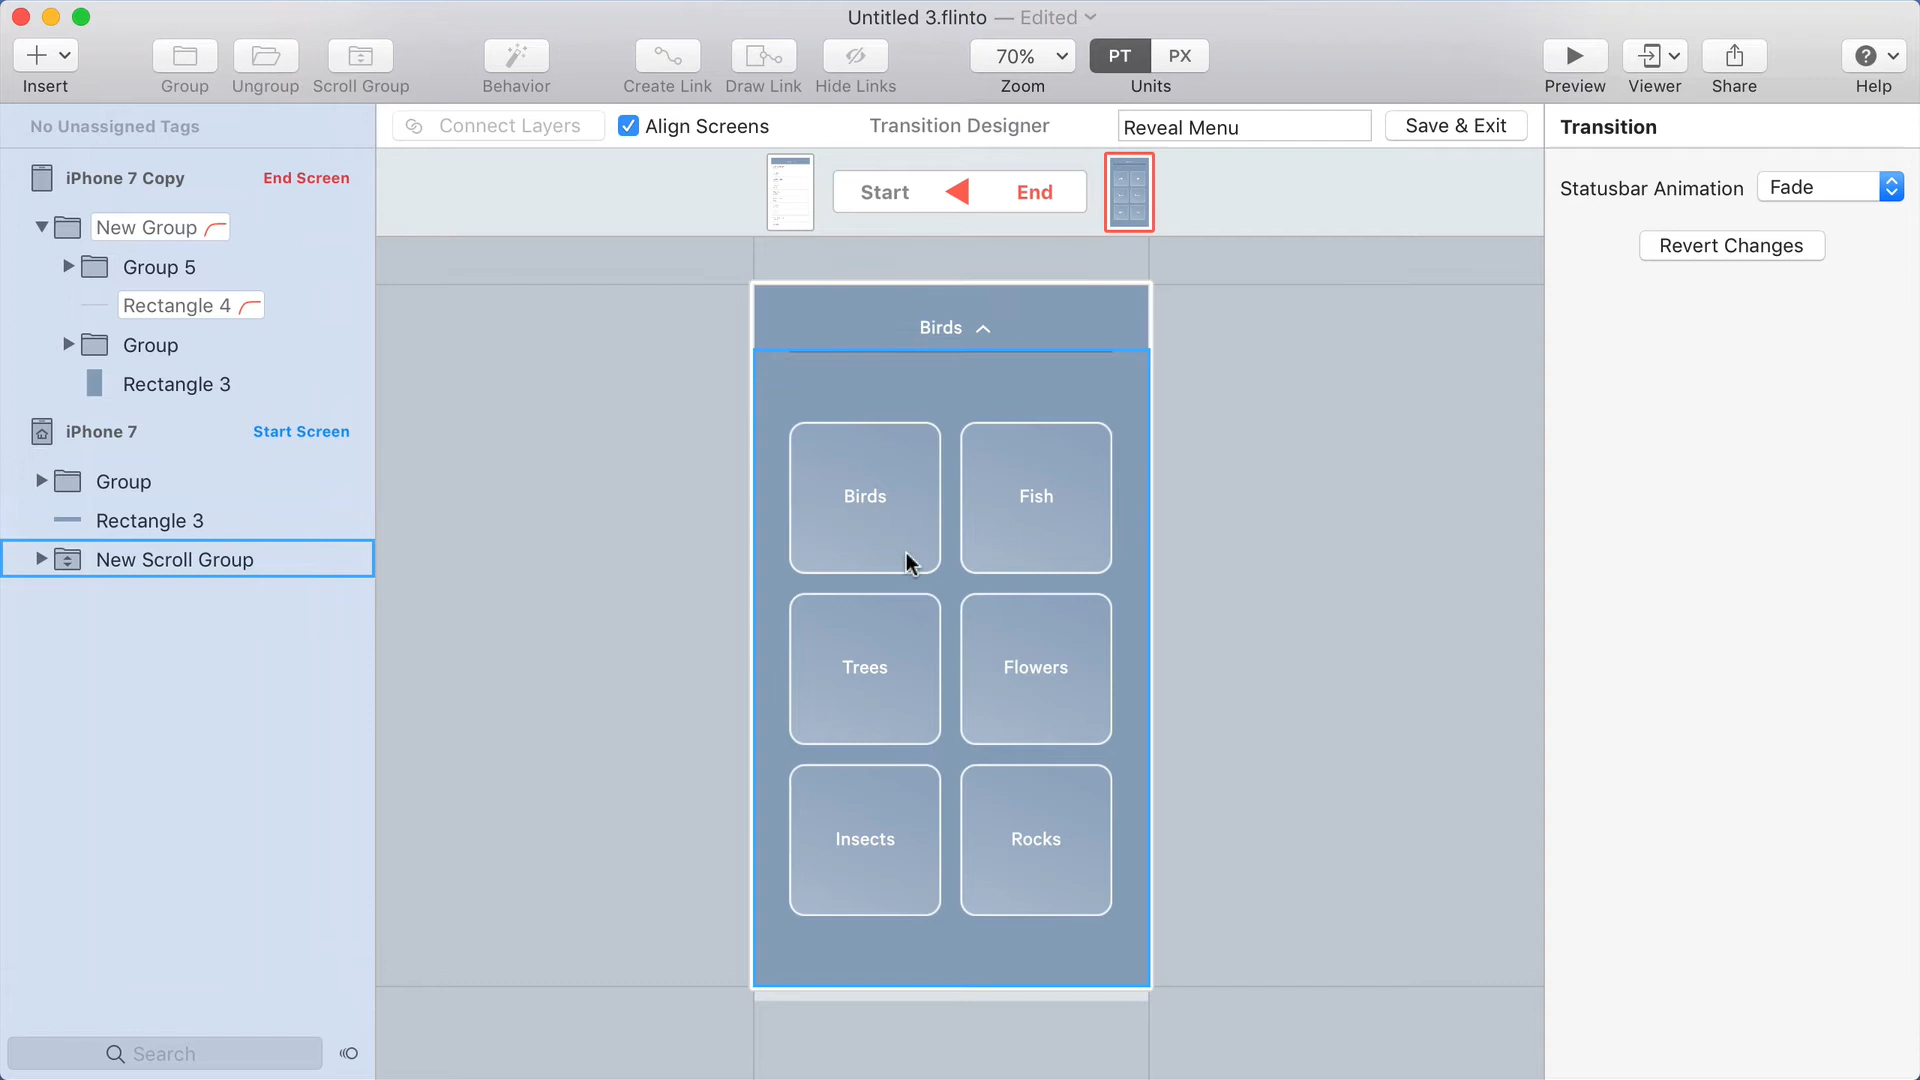 Untitled 3.flinto — Edited
Insert
Group
Ungroup
Scroll Group
Behavior
Create Link
Draw Link
Hide Links
70%
Zoom
PT
PX
Units
Preview
Viewer
Share
Help
No Unassigned Tags
Connect Layers
Align Screens
Transition Designer
Reveal Menu
Save & Exit
Transition
iPhone 7 Copy
End Screen
New Group
Group 5
Rectangle 4
Group
Rectangle 3
iPhone 7
Start Screen
Group
Rectangle 3
New Scroll Group
Search
Start
End
Birds
Birds
Fish
Trees
Flowers
Insects
Rocks
Statusbar Animation
Fade
Revert Changes